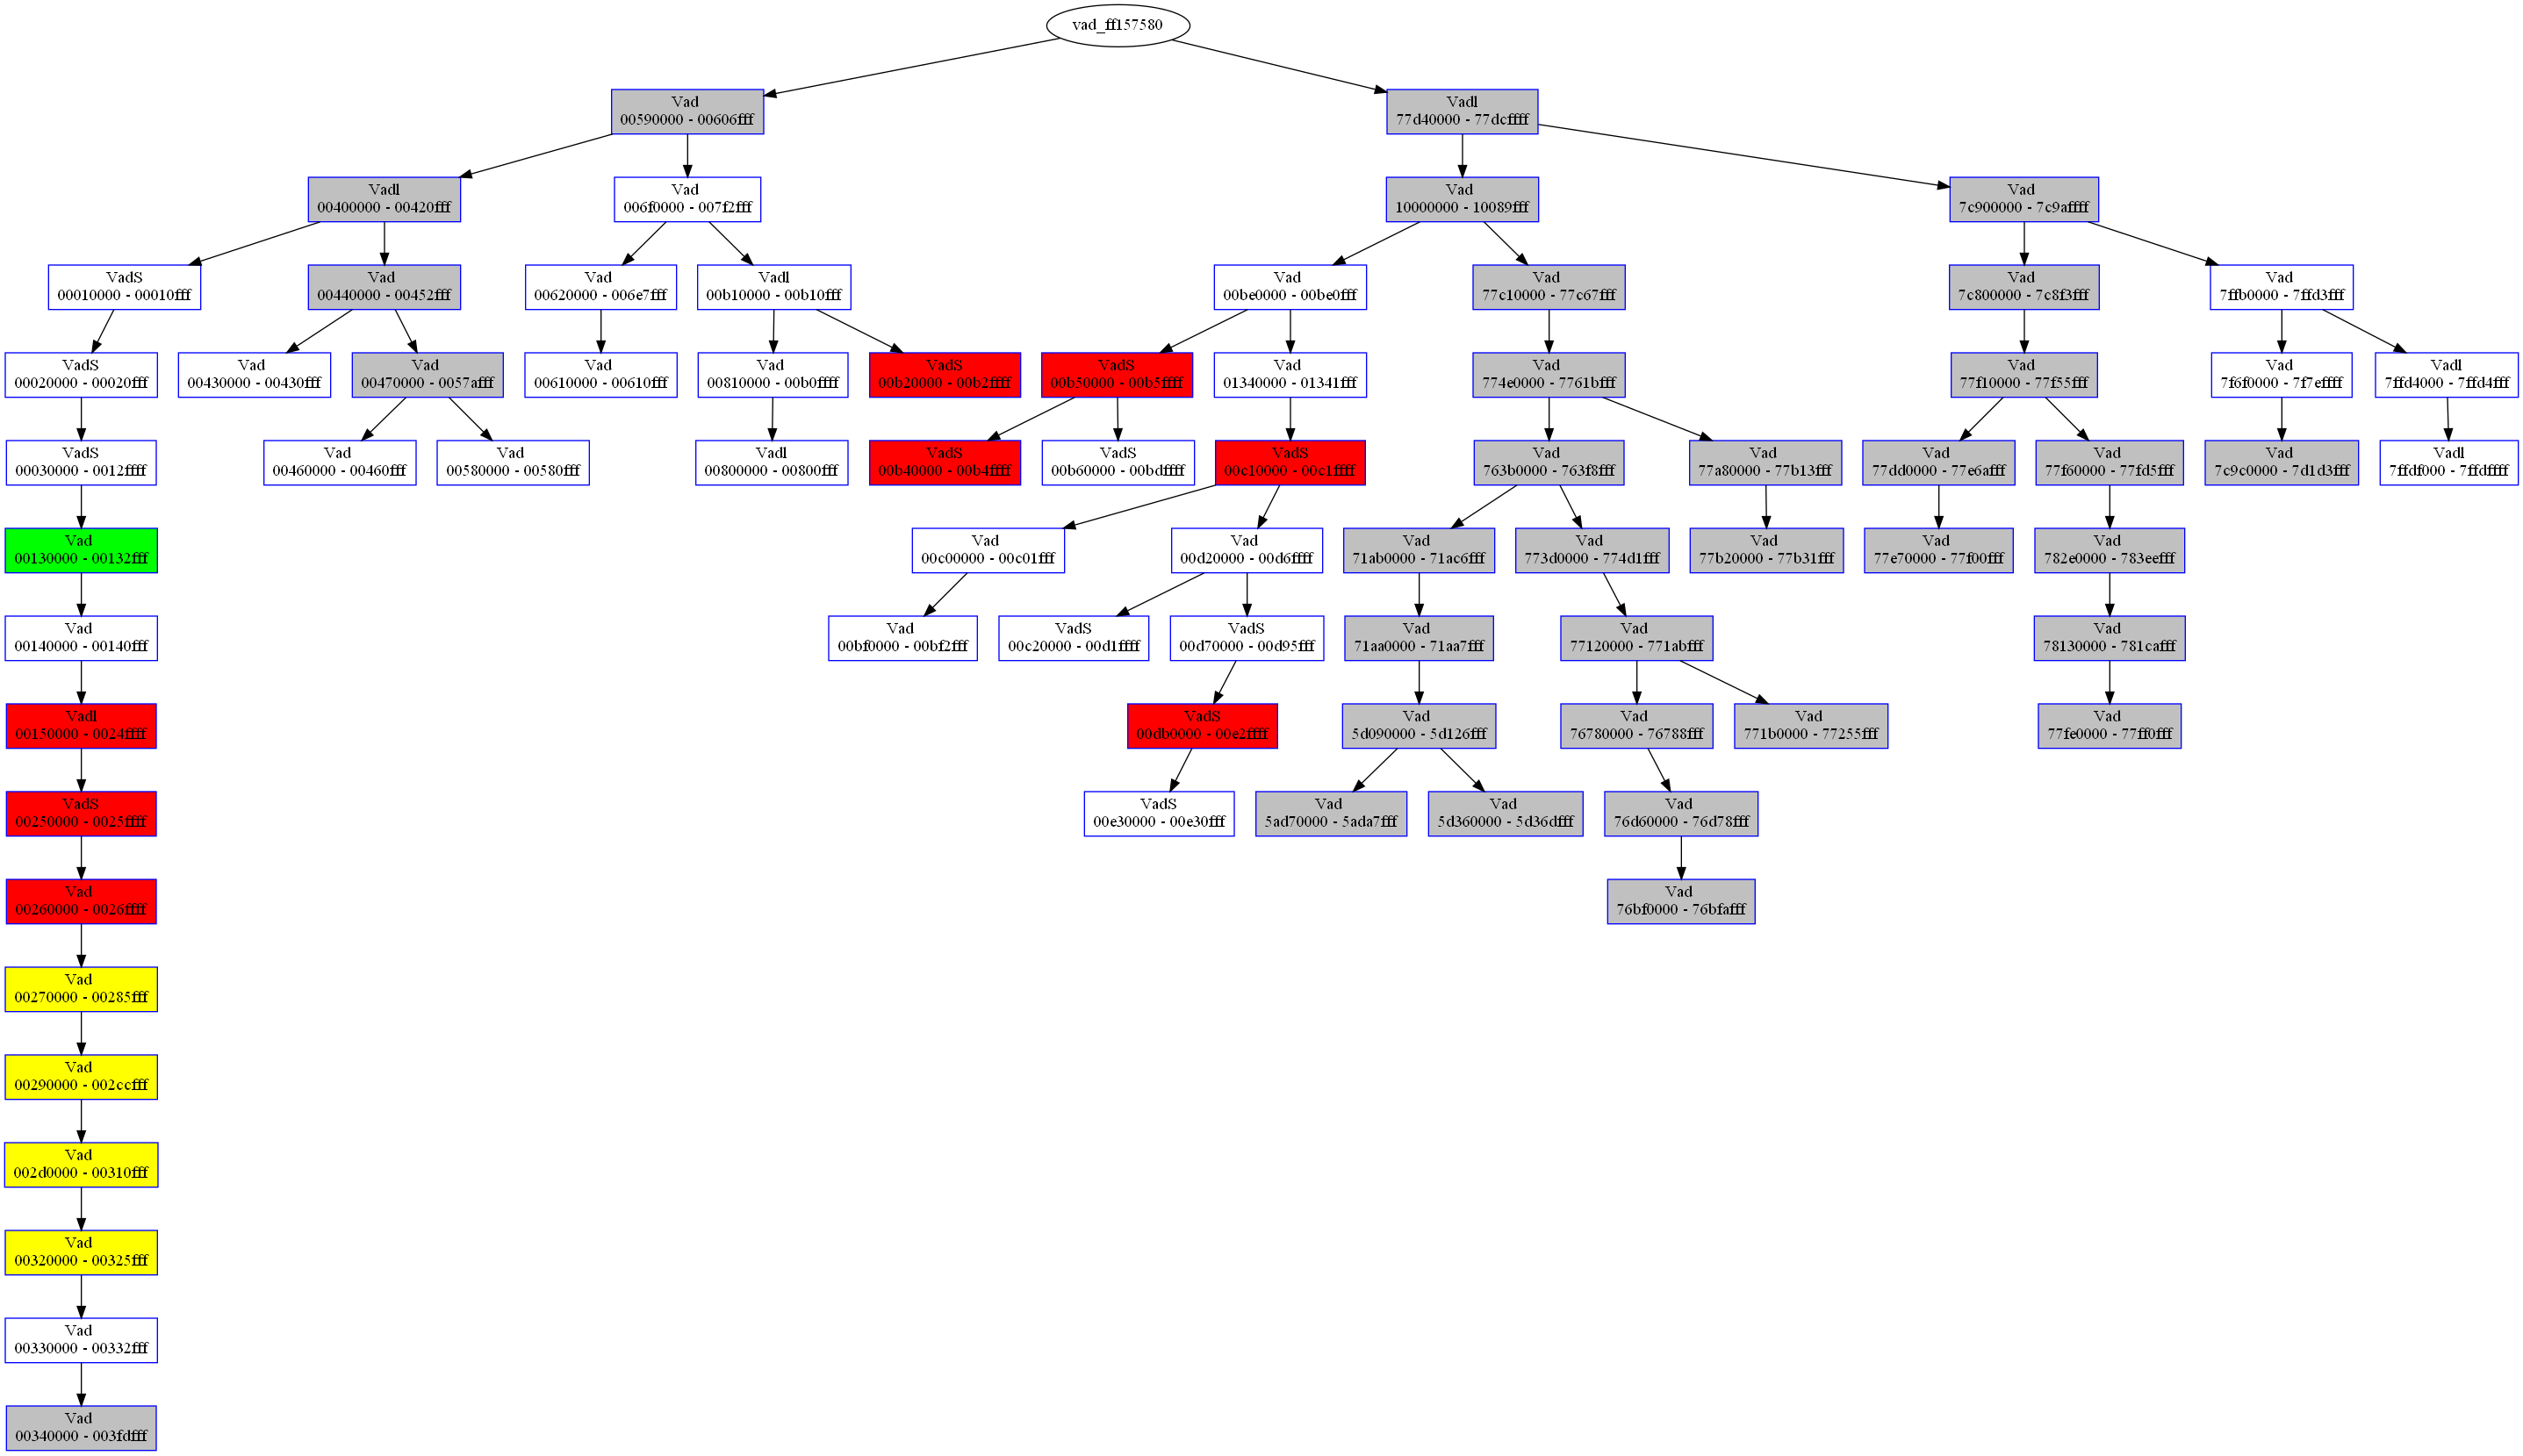 vad_ff157580
Vad
00590000 - 00606fff
Vadl
77d40000 - 77dcffff
Vadl
00400000 - 00420fff
Vad
006f0000 - 007f2fff
Vad
10000000 - 10089fff
Vad
7c900000 - 7c9affff
VadS
00010000 - 00010fff
Vad
00440000 - 00452fff
Vad
00620000 - 006e7fff
Vadl
00b10000 - 00b10fff
Vad
00be0000 - 00be0fff
Vad
77c10000 - 77c67fff
Vad
7c800000 - 7c8f3fff
Vad
7ffb0000 - 7ffd3fff
VadS
00020000 - 00020fff
Vad
00430000 - 00430fff
Vad
00470000 - 0057afff
Vad
00610000 - 00610fff
Vad
00810000 - 00b0ffff
VadS
00b20000 - 00b2ffff
VadS
00b50000 - 00b5ffff
Vad
01340000 - 01341fff
Vad
774e0000 - 7761bfff
Vad
77f10000 - 77f55fff
Vad
7f6f0000 - 7f7effff
Vadl
7ffd4000 - 7ffd4fff
VadS
00030000 - 0012ffff
Vad
00460000 - 00460fff
Vad
00580000 - 00580fff
Vadl
00800000 - 00800fff
VadS
00b40000 - 00b4ffff
VadS
00b60000 - 00bdffff
VadS
00c10000 - 00c1ffff
Vad
763b0000 - 763f8fff
Vad
77a80000 - 77b13fff
Vad
77dd0000 - 77e6afff
Vad
77f60000 - 77fd5fff
Vad
7c9c0000 - 7d1d3fff
Vadl
7ffdf000 - 7ffdffff
Vad
00130000 - 00132fff
Vad
00c00000 - 00c01fff
Vad
00d20000 - 00d6ffff
Vad
71ab0000 - 71ac6fff
Vad
773d0000 - 774d1fff
Vad
77b20000 - 77b31fff
Vad
77e70000 - 77f00fff
Vad
782e0000 - 783eefff
Vad
00140000 - 00140fff
Vad
00bf0000 - 00bf2fff
VadS
00c20000 - 00d1ffff
VadS
00d70000 - 00d95fff
Vad
71aa0000 - 71aa7fff
Vad
77120000 - 771abfff
Vad
78130000 - 781cafff
Vadl
00150000 - 0024ffff
VadS
00db0000 - 00e2ffff
Vad
5d090000 - 5d126fff
Vad
76780000 - 76788fff
Vad
771b0000 - 77255fff
Vad
77fe0000 - 77ff0fff
VadS
00250000 - 0025ffff
VadS
00e30000 - 00e30fff
Vad
5ad70000 - 5ada7fff
Vad
5d360000 - 5d36dfff
Vad
76d60000 - 76d78fff
Vad
00260000 - 0026ffff
Vad
76bf0000 - 76bfafff
Vad
00270000 - 00285fff
Vad
00290000 - 002ccfff
Vad
002d0000 - 00310fff
Vad
00320000 - 00325fff
Vad
00330000 - 00332fff
Vad
00340000 - 003fdfff